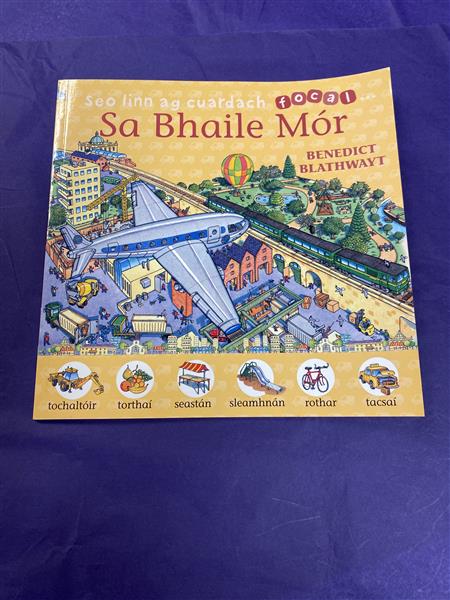 Seo linn ag cuardach focal...
Sa Bhaile Mór
BENEDICT
BLATHWAYT
tochaltóir torthaí seastán sleamhnán rothar tacsaí